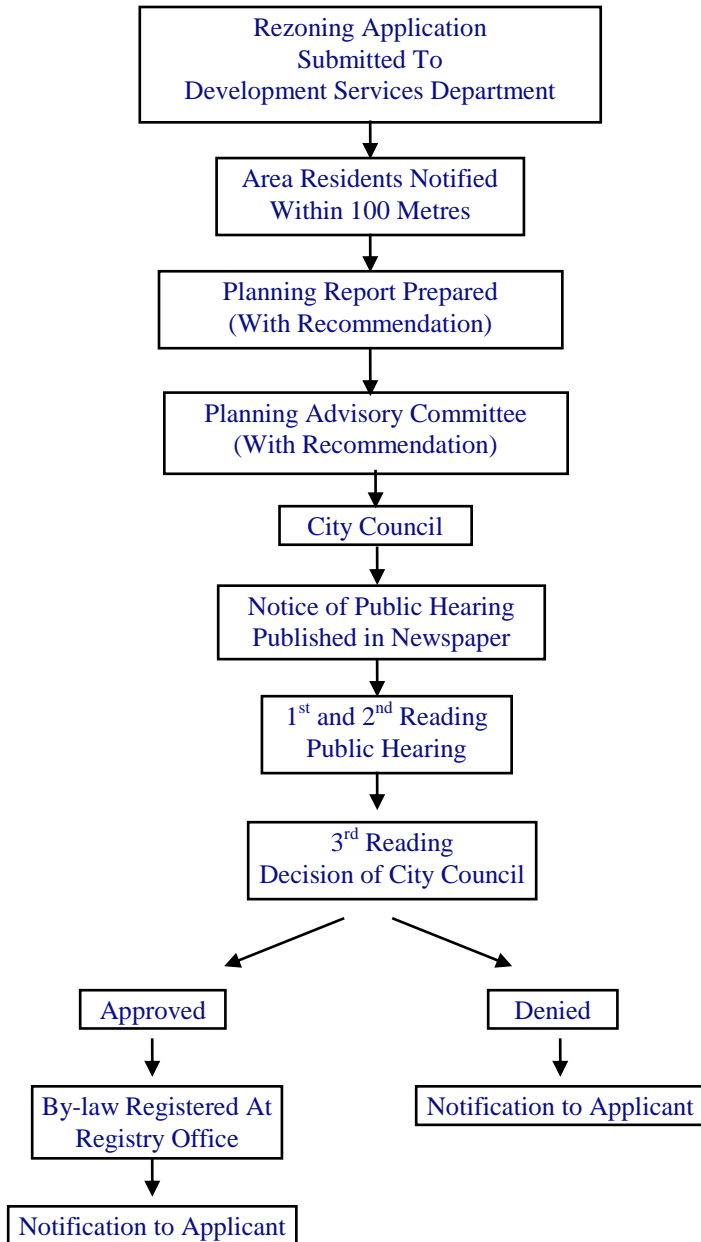 Rezoning Application
Submitted To
Development Services Department
Area Residents Notified
Within 100 Metres
Planning Report Prepared
(With Recommendation)
Planning Advisory Committee
(With Recommendation)
City Council
Notice of Public Hearing
Published in Newspaper
1st and 2nd Reading
Public Hearing
3rd Reading
Decision of City Council
Approved
Denied
By-law Registered At
Registry Office
Notification to Applicant
Notification to Applicant